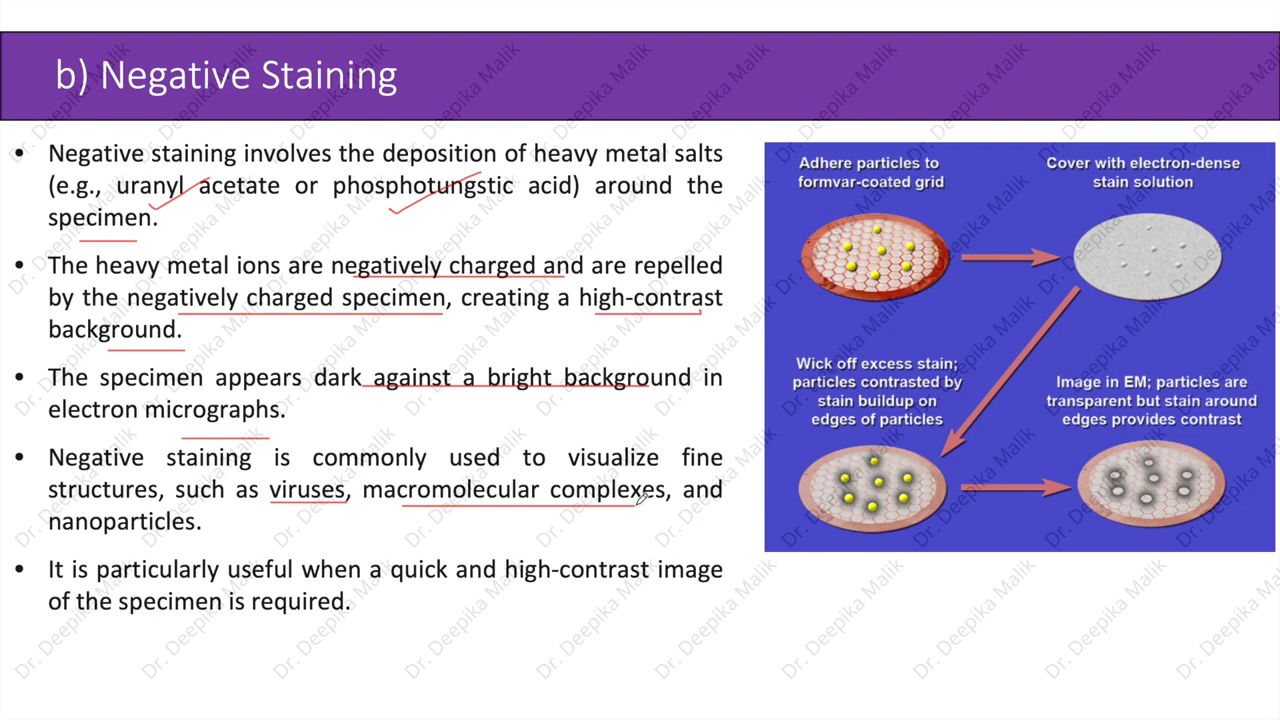 b) Negative Staining
• Negative staining involves the deposition of heavy metal salts
(e.g., uranyl acetate or phosphotungstic acid) around the
specimen.
• The heavy metal ions are negatively charged and are repelled
by the negatively charged specimen, creating a high-contrast
background.
• The specimen appears dark against a bright background in
electron micrographs.
• Negative staining is commonly used to visualize fine
structures, such as viruses, macromolecular complexes, and
nanoparticles.
• It is particularly useful when a quick and high-contrast image
of the specimen is required.
Adhere particles to
formvar-coated grid
Cover with electron-dense
stain solution
Wick off excess stain;
particles contrasted by
stain buildup on
edges of particles
Image in EM; particles are
transparent but stain around
edges provides contrast
Dr. Deepika Malik